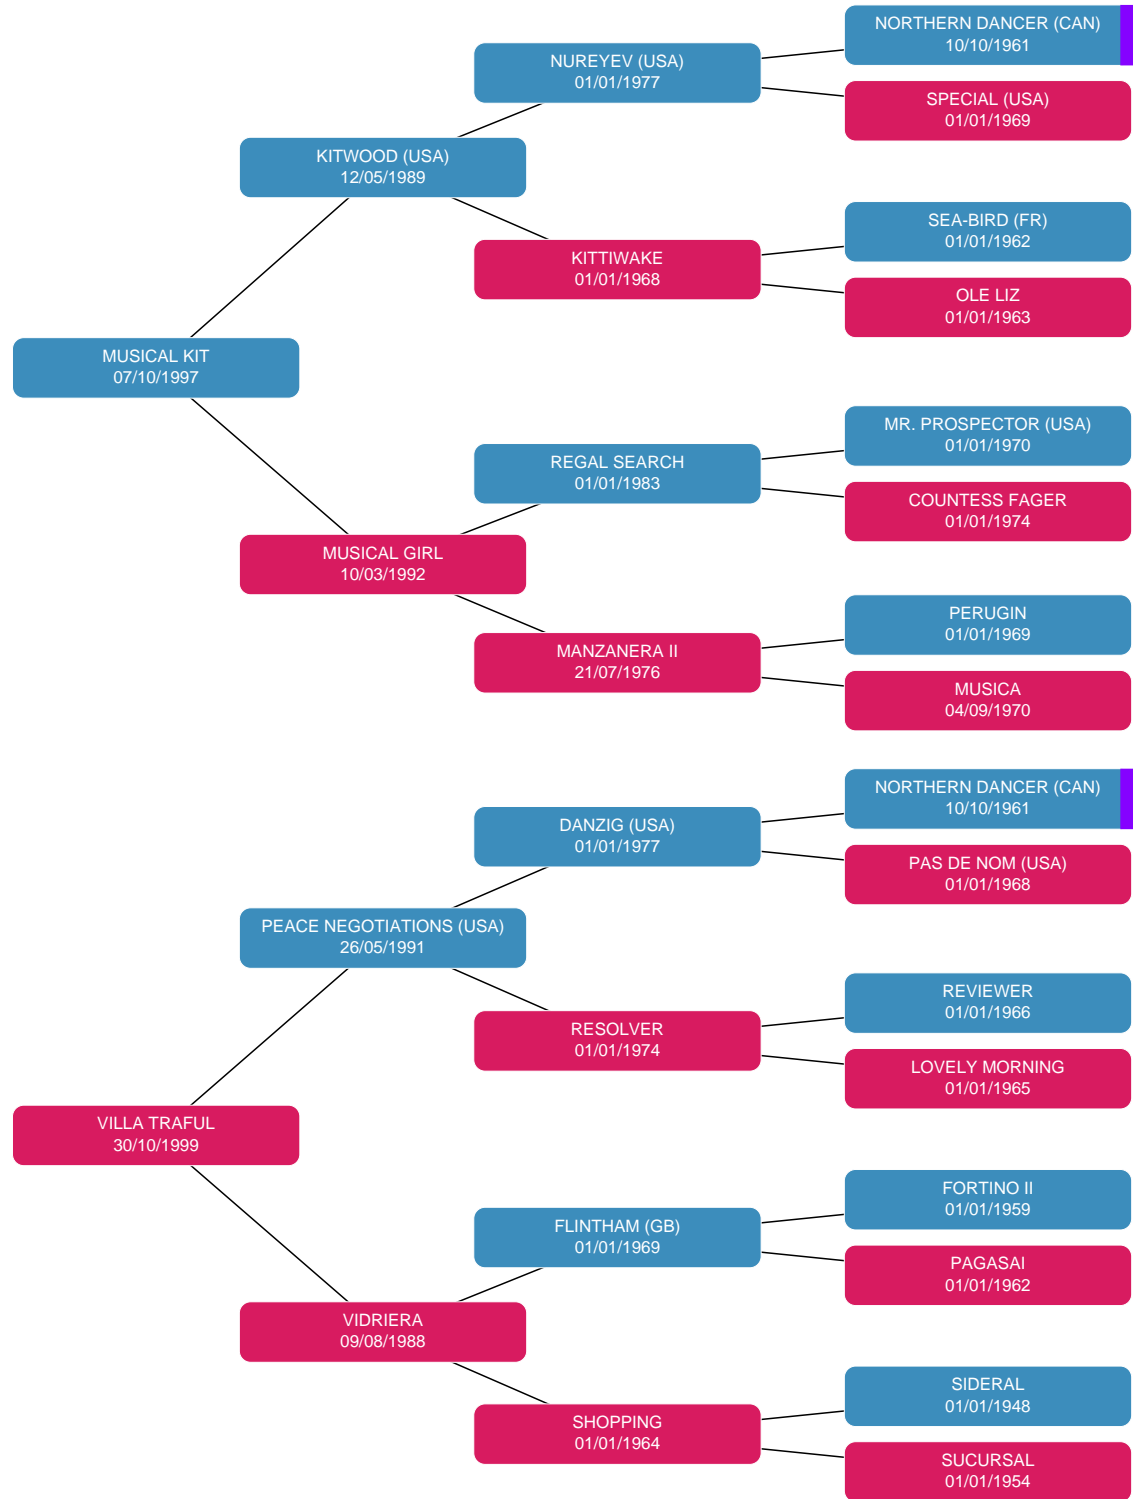 NORTHERN DANCER (CAN)
10/10/1961
NUREYEV (USA)
01/01/1977
SPECIAL (USA)
01/01/1969
KITWOOD (USA)
12/05/1989
SEA-BIRD (FR)
01/01/1962
KITTIWAKE
01/01/1968
OLE LIZ
01/01/1963
MUSICAL KIT
07/10/1997
MR. PROSPECTOR (USA)
01/01/1970
REGAL SEARCH
01/01/1983
COUNTESS FAGER
01/01/1974
MUSICAL GIRL
10/03/1992
PERUGIN
01/01/1969
MANZANERA II
21/07/1976
MUSICA
04/09/1970
NORTHERN DANCER (CAN)
10/10/1961
DANZIG (USA)
01/01/1977
PAS DE NOM (USA)
01/01/1968
PEACE NEGOTIATIONS (USA)
26/05/1991
REVIEWER
01/01/1966
RESOLVER
01/01/1974
LOVELY MORNING
01/01/1965
VILLA TRAFUL
30/10/1999
FORTINO II
01/01/1959
FLINTHAM (GB)
01/01/1969
PAGASAI
01/01/1962
VIDRIERA
09/08/1988
SIDERAL
01/01/1948
SHOPPING
01/01/1964
SUCURSAL
01/01/1954